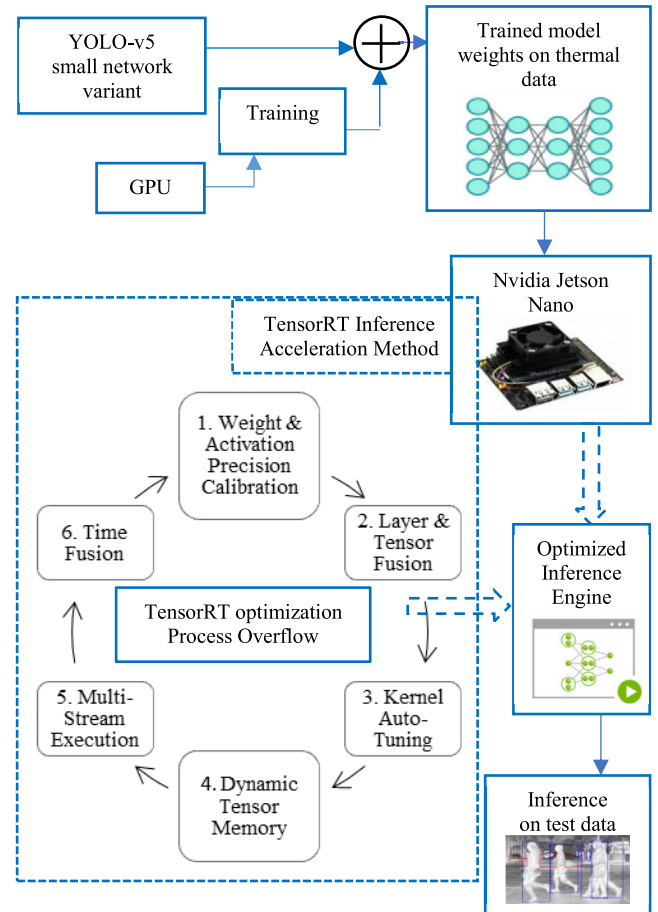 YOLO-v5
small network
variant
Training
GPU
Trained model
weights on thermal
data
Nvidia Jetson
Nano
TensorRT Inference
Acceleration Method
1. Weight &
Activation
Precision
Calibration
2. Layer &
Tensor
Fusion
3. Kernel
Auto-
Tuning
4. Dynamic
Tensor
Memory
5. Multi-
Stream
Execution
6. Time
Fusion
TensorRT optimization
Process Overflow
Optimized
Inference
Engine
Inference
on test data